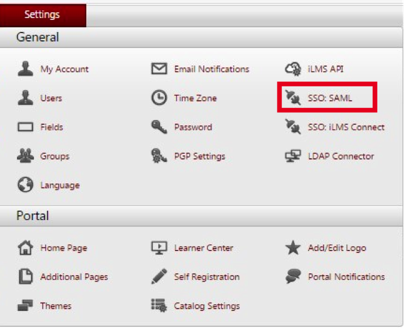 Settings
General
My Account Email Notifications iLMS API
Users Time Zone SSO: SAML
Fields Password SSO: iLMS Connect
Groups PGP Settings LDAP Connector
Language
Portal
Home Page Learner Center Add/Edit Logo
Additional Pages Self Registration Portal Notifications
Themes Catalog Settings